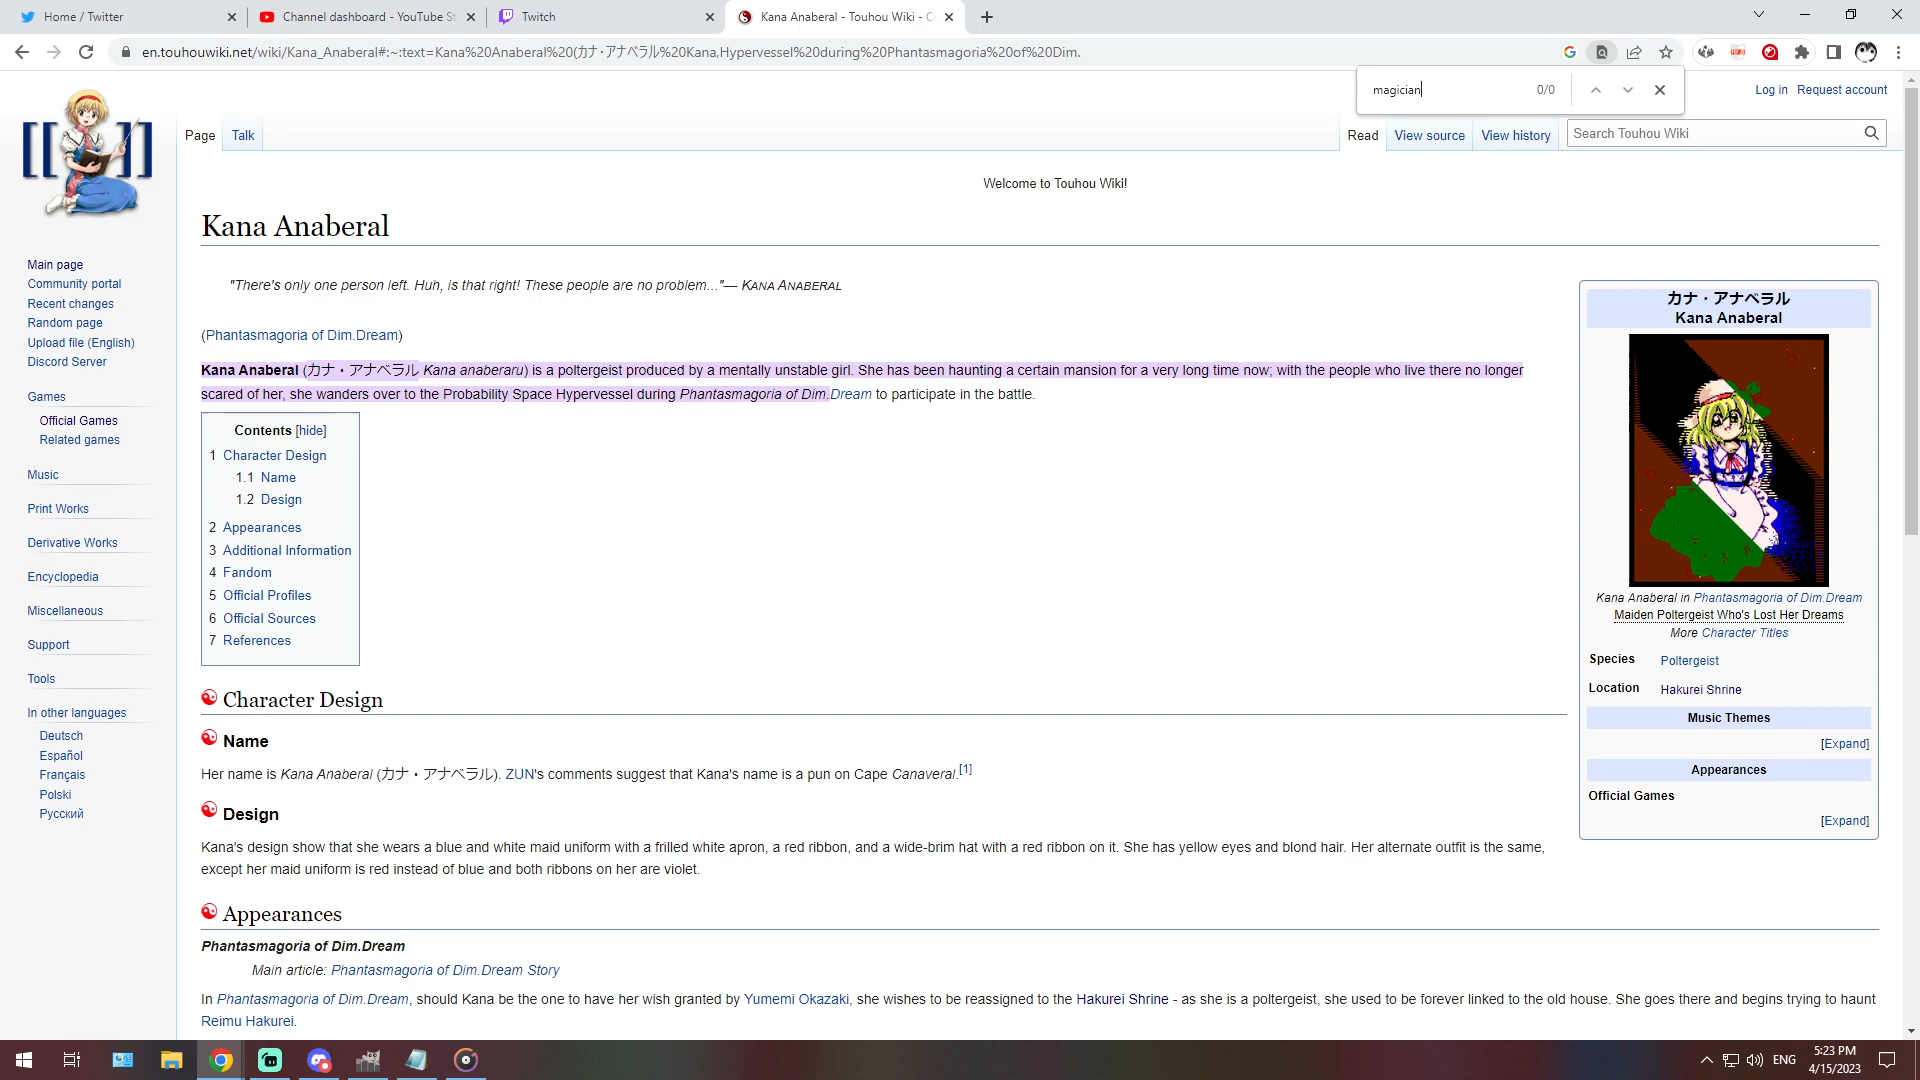 Home / Twitter
Channel dashboard - YouTube St
Twitch
Kana Anaberal - Touhou Wiki - C
en.touhouwiki.net/wiki/Kana_Anaberal#:~:text=Kana%20Anaberal%20(カナ・アナベラル%20Kana,Hypervessel%20during%20Phantasmagoria%20of%20Dim.
magician
0/0
Log in
Request account
Page
Talk
Read
View source
View history
Search Touhou Wiki
Welcome to Touhou Wiki!
Kana Anaberal
Main page
Community portal
Recent changes
Random page
Upload file (English)
Discord Server
Games
Official Games
Related games
Music
Print Works
Derivative Works
Encyclopedia
Miscellaneous
Support
Tools
In other languages
Deutsch
Español
Français
Polski
Русский
"There's only one person left. Huh, is that right! These people are no problem..."— KANA ANABERAL
(Phantasmagoria of Dim.Dream)
Kana Anaberal (カナ・アナベラル Kana anaberaru) is a poltergeist produced by a mentally unstable girl. She has been haunting a certain mansion for a very long time now; with the people who live there no longer
scared of her, she wanders over to the Probability Space Hypervessel during Phantasmagoria of Dim.Dream to participate in the battle.
Contents [hide]
1 Character Design
1.1 Name
1.2 Design
2 Appearances
3 Additional Information
4 Fandom
5 Official Profiles
6 Official Sources
7 References
カナ・アナベラル
Kana Anaberal
Kana Anaberal in Phantasmagoria of Dim.Dream
Maiden Poltergeist Who's Lost Her Dreams
More Character Titles
Species Poltergeist
Location Hakurei Shrine
Music Themes
[Expand]
Appearances
Official Games
[Expand]
Character Design
Name
Her name is Kana Anaberal (カナ・アナベラル). ZUN's comments suggest that Kana's name is a pun on Cape Canaveral.[1]
Design
Kana's design show that she wears a blue and white maid uniform with a frilled white apron, a red ribbon, and a wide-brim hat with a red ribbon on it. She has yellow eyes and blond hair. Her alternate outfit is the same,
except her maid uniform is red instead of blue and both ribbons on her are violet.
Appearances
Phantasmagoria of Dim.Dream
Main article: Phantasmagoria of Dim.Dream Story
In Phantasmagoria of Dim.Dream, should Kana be the one to have her wish granted by Yumemi Okazaki, she wishes to be reassigned to the Hakurei Shrine - as she is a poltergeist, she used to be forever linked to the old house. She goes there and begins trying to haunt
Reimu Hakurei.
ENG
5:23 PM
4/15/2023